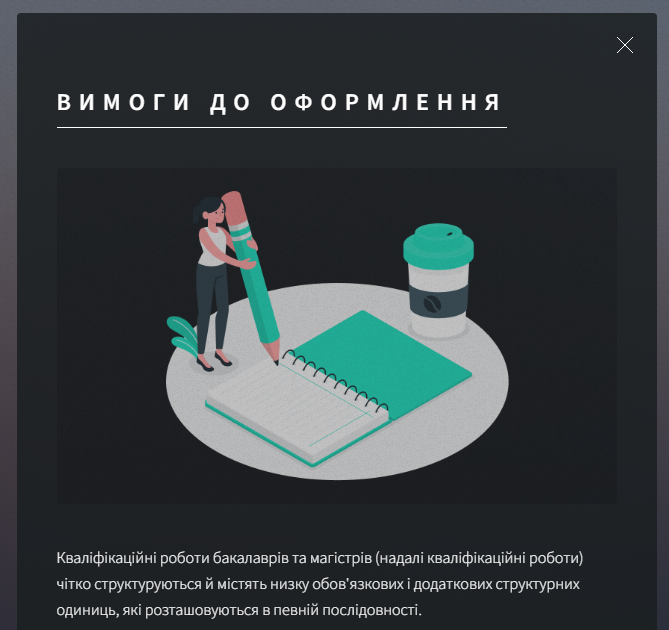 ВИМОГИ ДО ОФОРМЛЕННЯ
Кваліфікаційні роботи бакалаврів та магістрів (надалі кваліфікаційні роботи)
чітко структуруються й містять низку обов'язкових і додаткових структурних
одиниць, які розташовуються в певній послідовності.